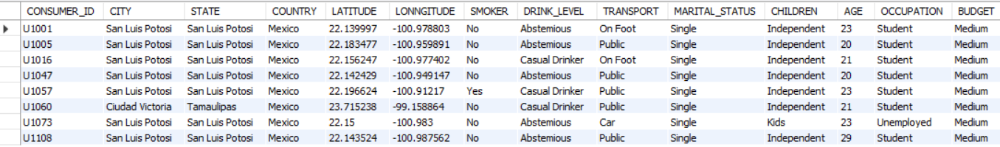 CONSUMER_ID CITY STATE COUNTRY LATITUDE LONNGITUDE SMOKER DRINK_LEVEL TRANSPORT MARITAL_STATUS CHILDREN AGE OCCUPATION BUDGET
U1001 San Luis Potosi San Luis Potosi Mexico 22.139997 -100.978803 No Abstemious On Foot Single Independent 23 Student Medium
U1005 San Luis Potosi San Luis Potosi Mexico 22.183477 -100.959891 No Abstemious Public Single Independent 20 Student Medium
U1016 San Luis Potosi San Luis Potosi Mexico 22.156247 -100.977402 No Casual Drinker On Foot Single Independent 21 Student Medium
U1047 San Luis Potosi San Luis Potosi Mexico 22.142429 -100.949147 No Abstemious Public Single Independent 20 Student Medium
U1057 San Luis Potosi San Luis Potosi Mexico 22.196624 -100.91217 Yes Casual Drinker Public Single Independent 23 Student Medium
U1060 Ciudad Victoria Tamaulipas Mexico 23.715238 -99.158864 No Casual Drinker Public Single Independent 21 Student Medium
U1073 San Luis Potosi San Luis Potosi Mexico 22.15 -100.983 No Abstemious Car Single Kids 23 Unemployed Medium
U1108 San Luis Potosi San Luis Potosi Mexico 22.143524 -100.987562 No Abstemious Public Single Independent 29 Student Medium